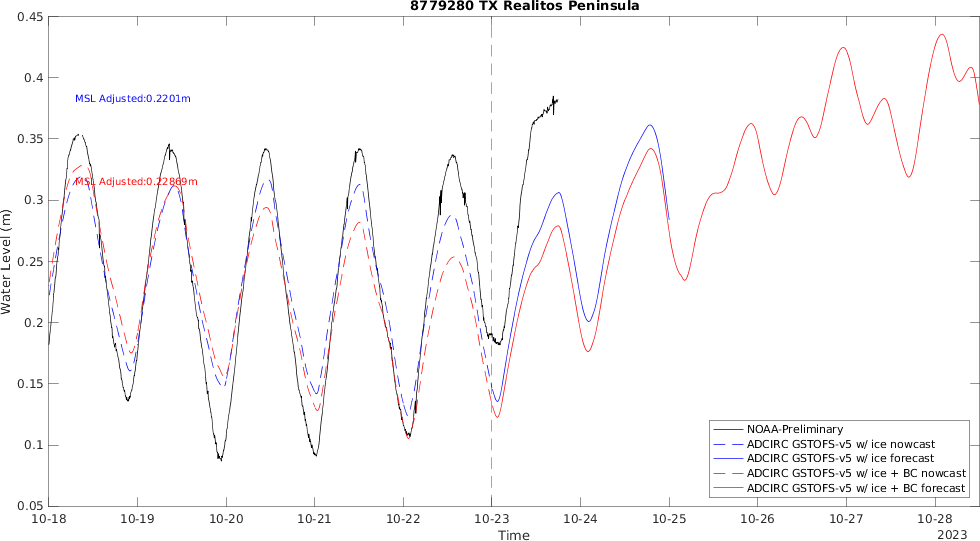 8779280 TX Realitos Peninsula
0.45
0.4
0.35
0.3
0.25
0.2
0.15
0.1
0.05
Water Level (m)
MSL Adjusted:0.2201m
MSL Adjusted:0.22869m
NOAA-Preliminary
ADCIRC GSTOFS-v5 w/ ice nowcast
ADCIRC GSTOFS-v5 w/ ice forecast
ADCIRC GSTOFS-v5 w/ ice + BC nowcast
ADCIRC GSTOFS-v5 w/ ice + BC forecast
10-18 10-19 10-20 10-21 10-22 10-23 10-24 10-25 10-26 10-27 10-28
Time
2023